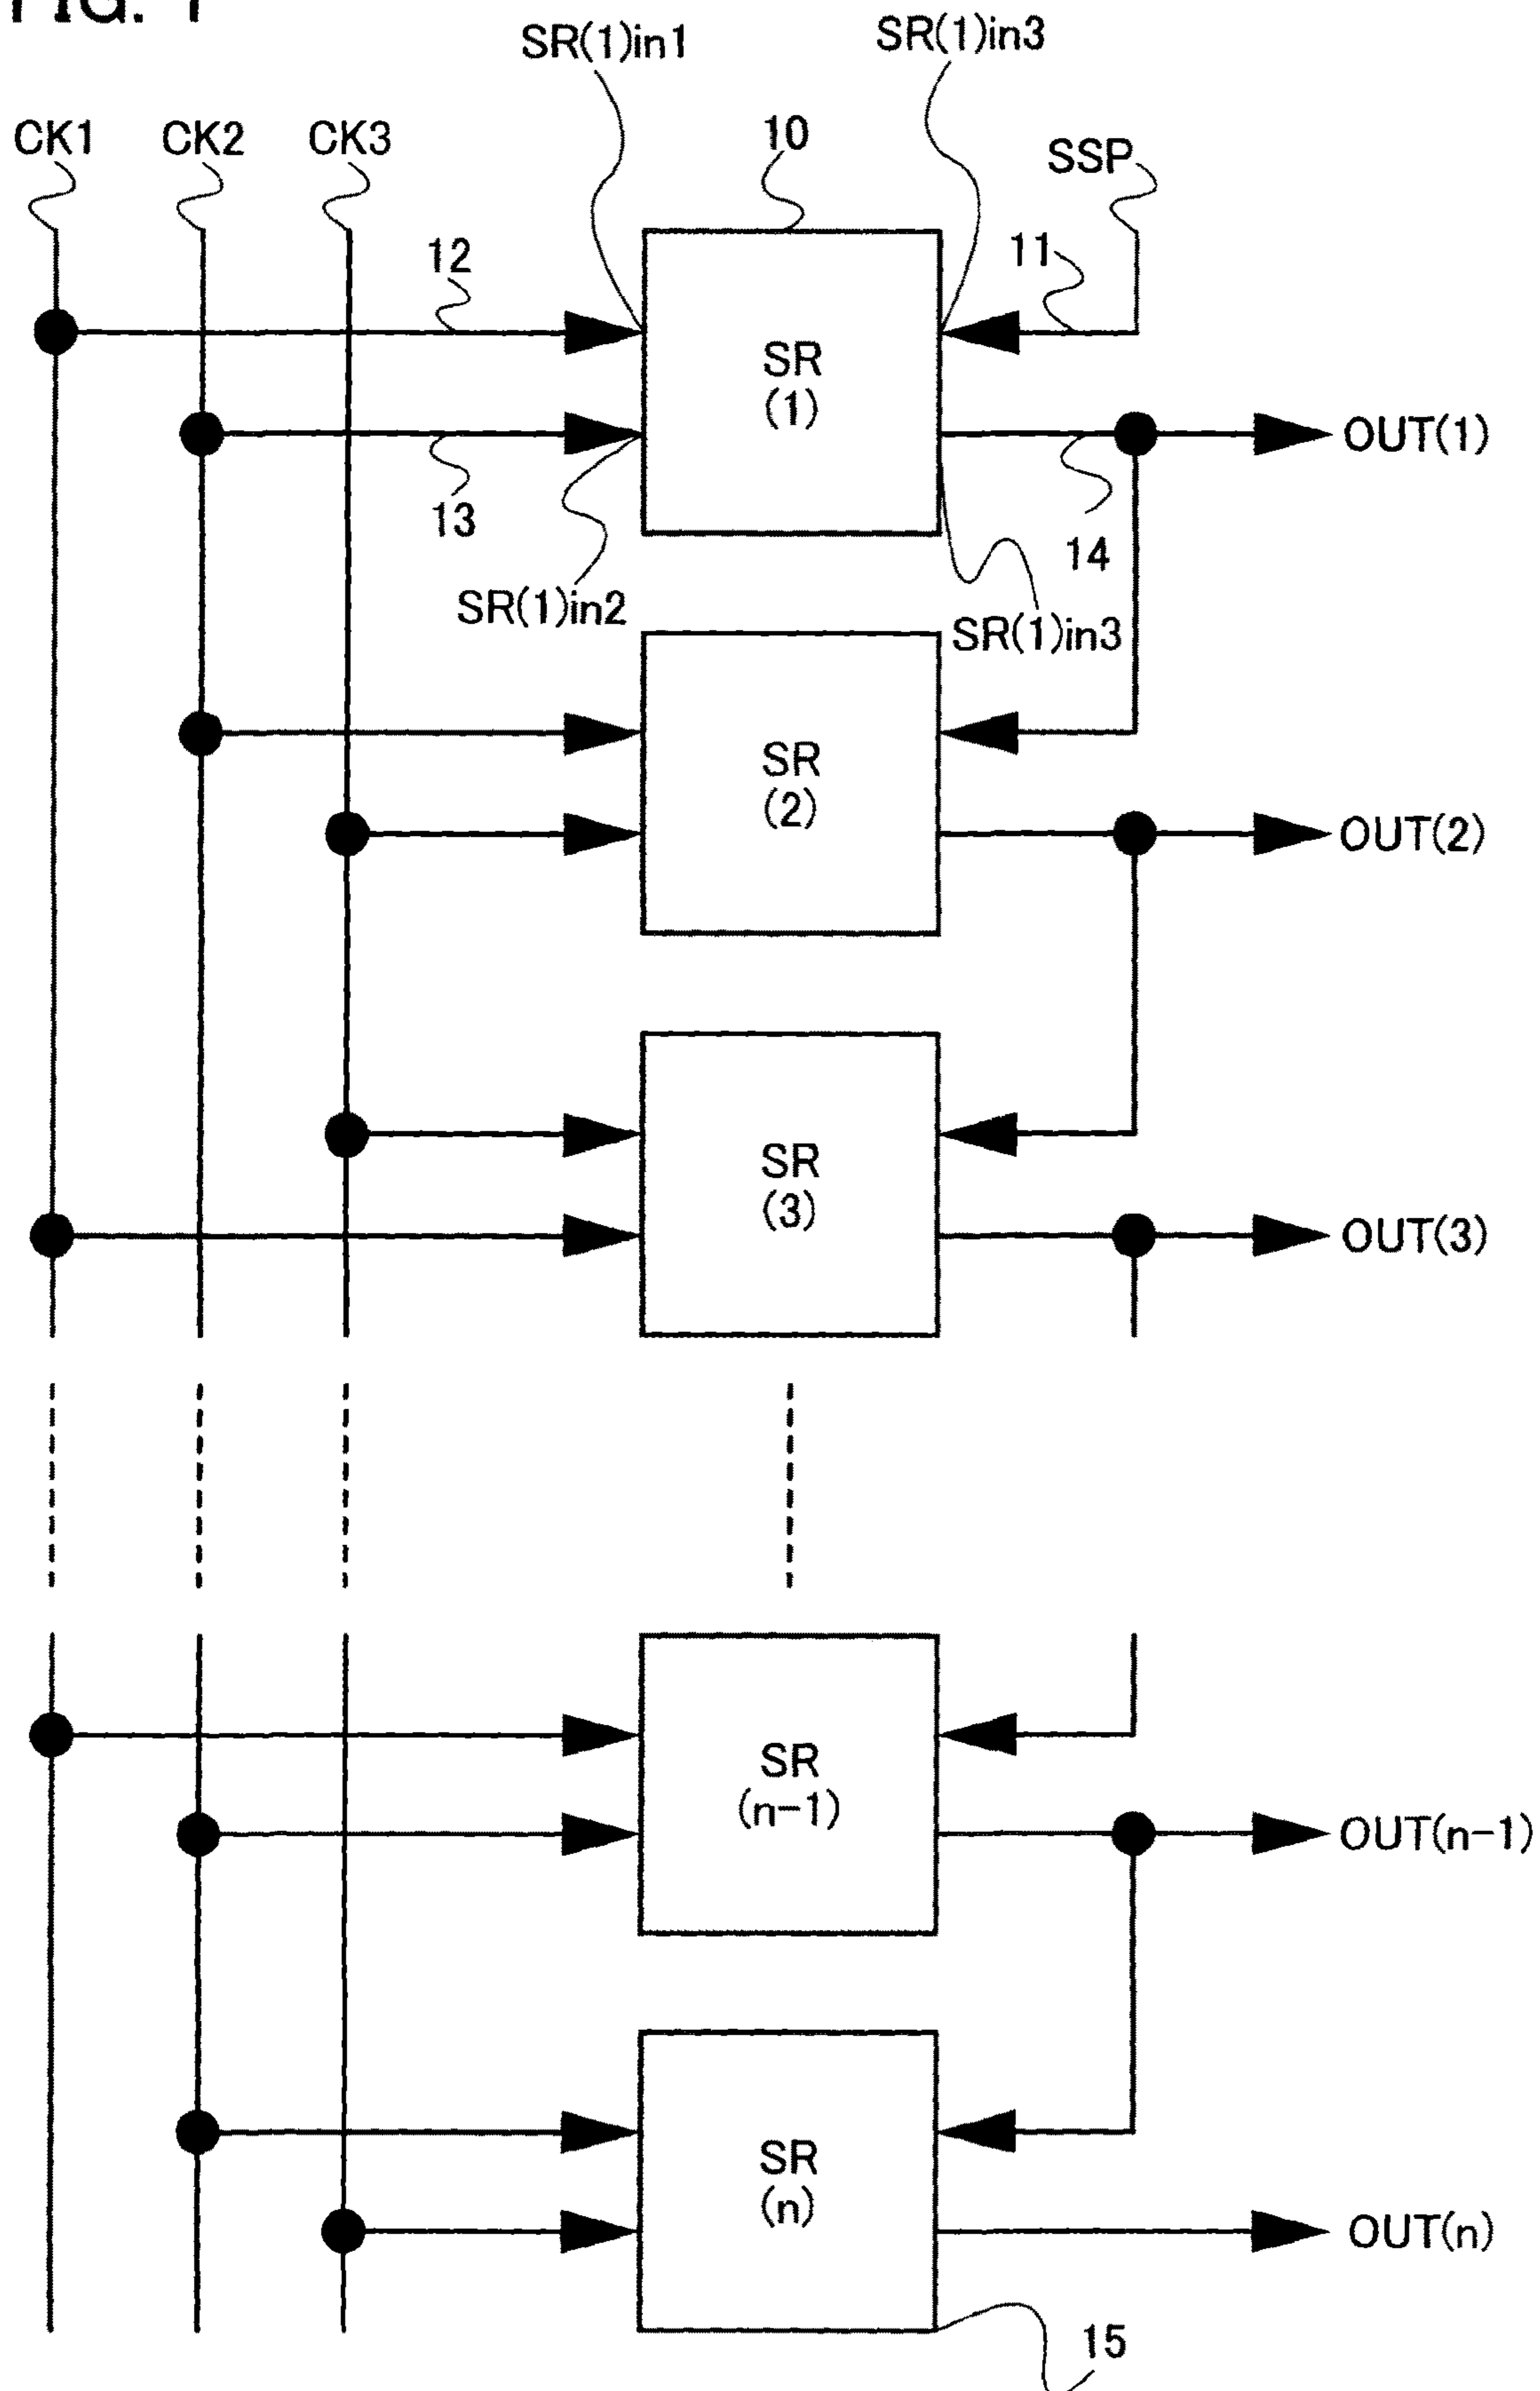 FIG. 1
SR(1)in1
SR(1)in3
CK1
CK2
CK3
10
SSP
12
11
SR
(1)
OUT(1)
13
14
SR(1)in2
SR(1)in3
SR
(2)
OUT(2)
SR
(3)
OUT(3)
SR
(n-1)
OUT(n-1)
SR
(n)
OUT(n)
15